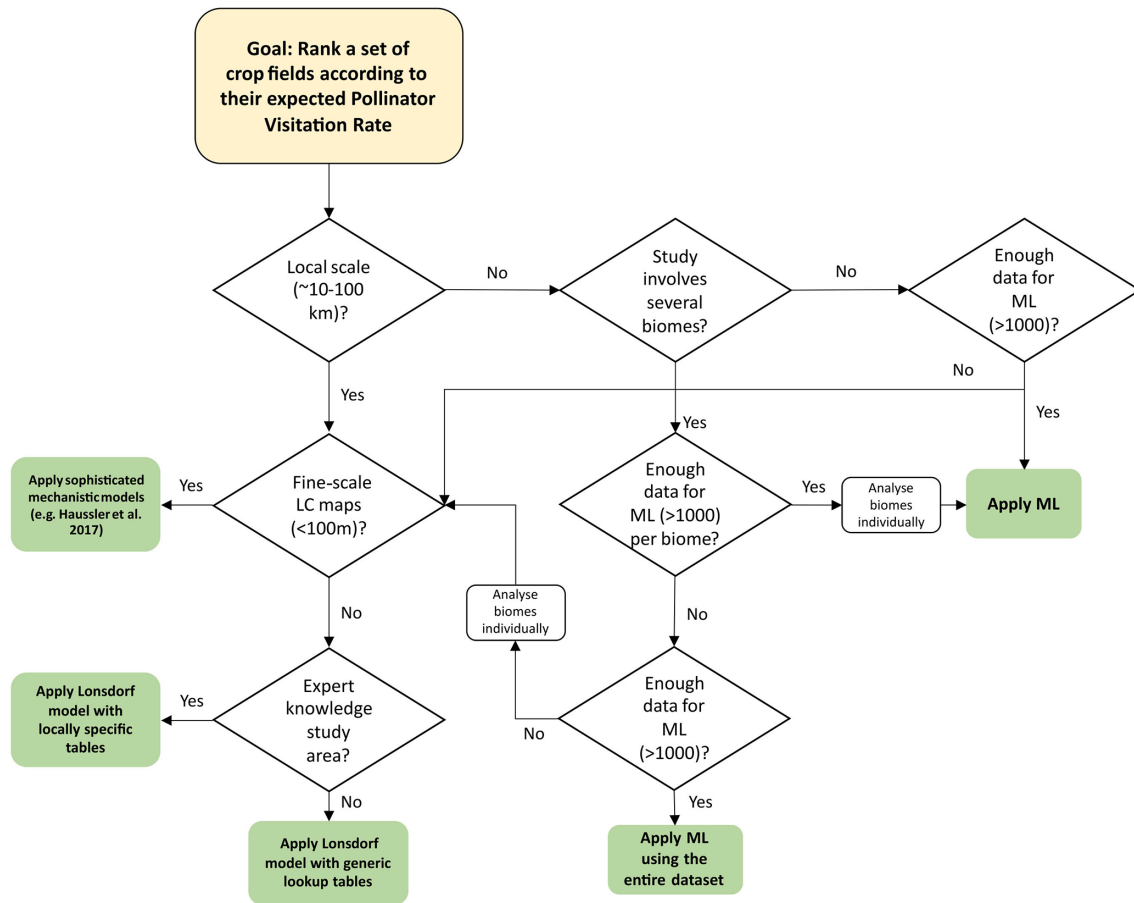 Goal: Rank a set of
crop fields according to
their expected Pollinator
Visitation Rate
Local scale
(~10-100
km)?
No
Study
involves
several
biomes?
No
Enough
data for
ML
(>1000)?
No
Yes
Yes
Yes
Apply sophisticated
mechanistic models
(e.g. Haussler et al.
2017)
Yes
Fine-scale
LC maps
(<100m)?
Enough
data for
ML (>1000)
per biome?
Yes
Analyse
biomes
individually
Apply ML
No
Analyse
biomes
individually
No
Apply Lonsdorf
model with
locally specific
tables
Yes
Expert
knowledge
study
area?
No
Enough
data for
ML
(>1000)?
No
Yes
Apply Lonsdorf
model with generic
lookup tables
Apply ML
using the
entire dataset